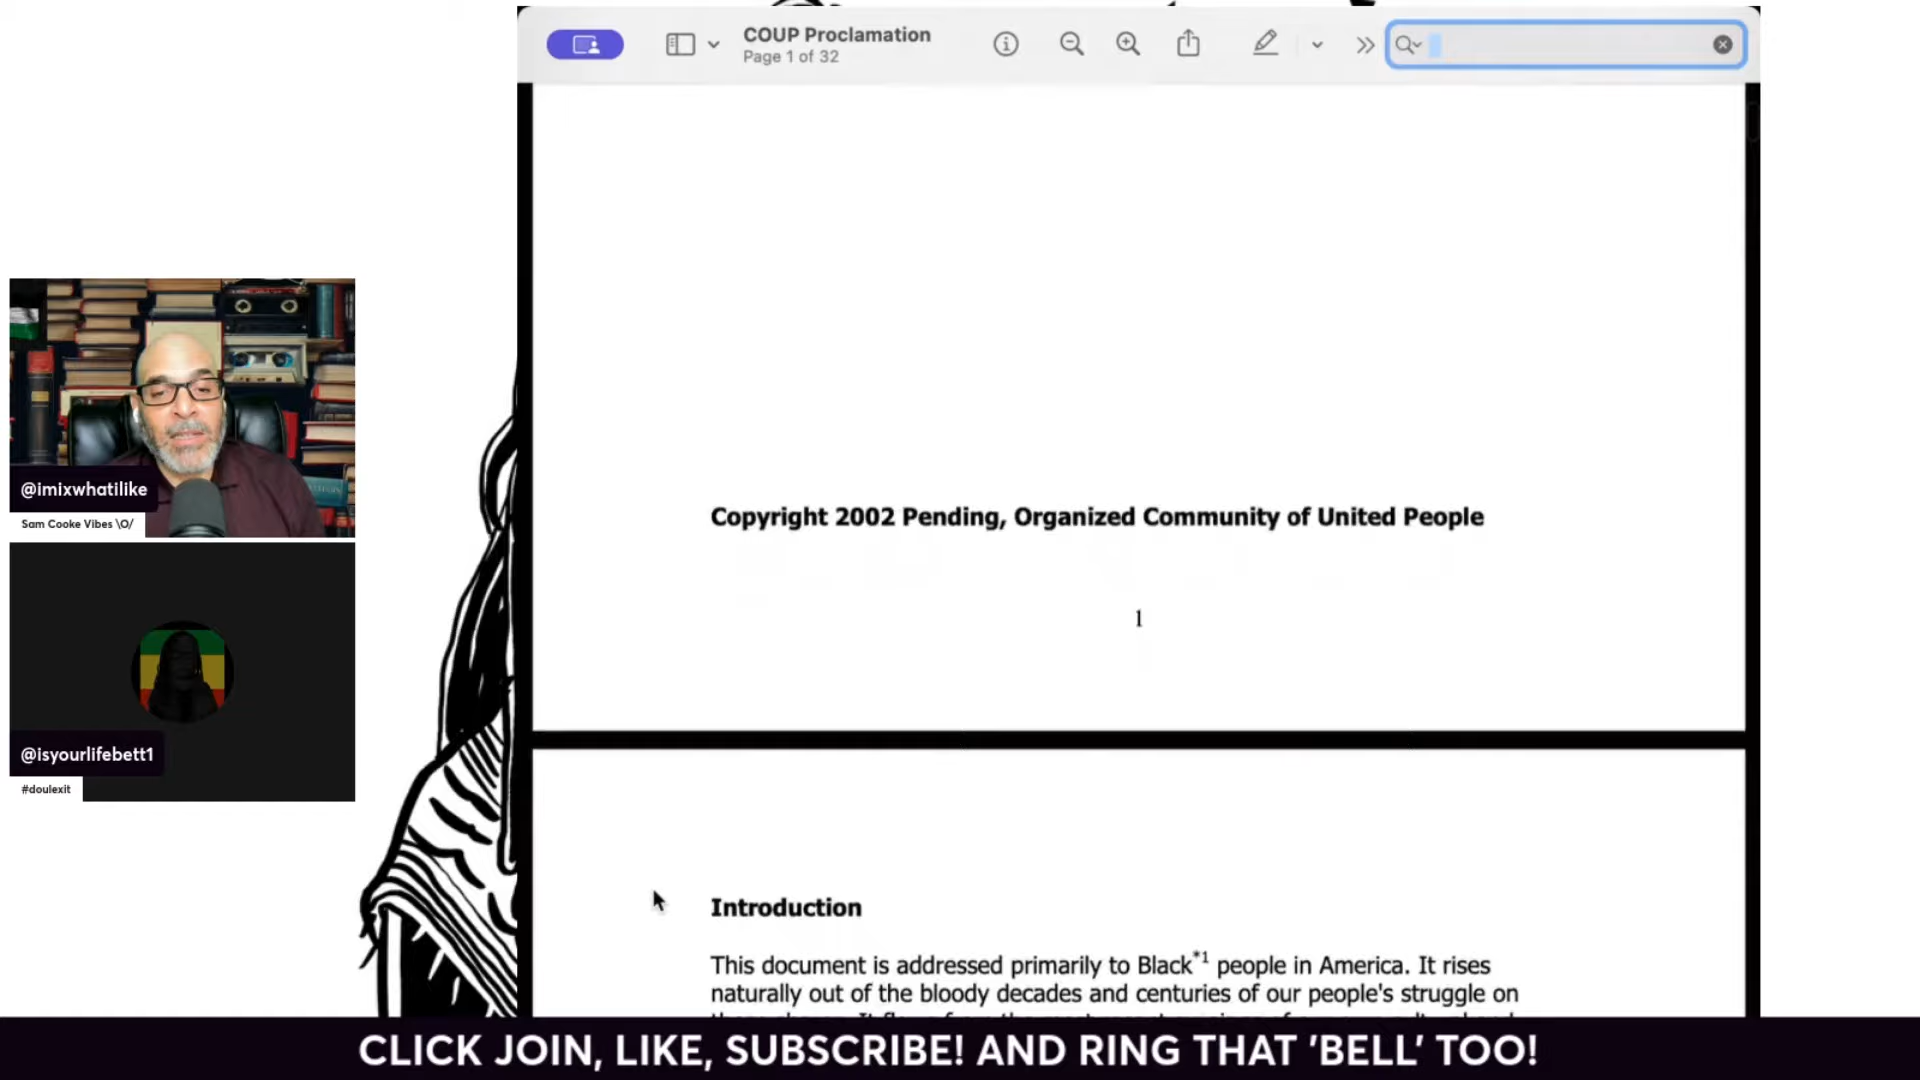 COUP Proclamation
Page 1 of 32
Copyright 2002 Pending, Organized Community of United People
1
Introduction
This document is addressed primarily to Black*1 people in America. It rises
naturally out of the bloody decades and centuries of our people's struggle on
@imixwhatilike
Sam Cooke Vibes \O/
@isyourlifebett1
#doulexit
CLICK JOIN, LIKE, SUBSCRIBE! AND RING THAT 'BELL' TOO!